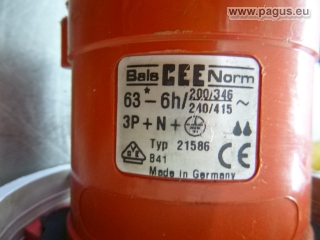 © www.pagus.eu
Bals CEE Norm
63*-6h/200/346 ~
240/415
3P+N+
Typ 21586
B41 CE
Made in Germany